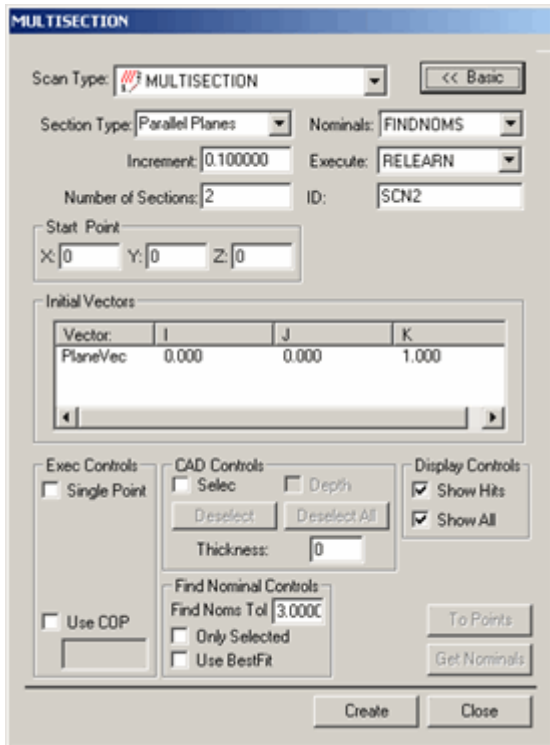 MULTISECTION
Scan Type: MULTISECTION << Basic
Section Type: Parallel Planes Nominals: FINDNOMS
Increment: 0.100000 Execute: RELEARN
Number of Sections: 2 ID: SCN2
Start Point
X: 0 Y: 0 Z: 0
Initial Vectors
Vector: I J K
PlaneVec 0.000 0.000 1.000
Exec Controls CAD Controls Display Controls
Single Point Selec Depth Show Hits
Deselect Deselect All Show All
Thickness: 0
Find Nominal Controls
Find Noms Tol 3.000
Use COP Only Selected To Points
Use BestFit Get Nominals
Create Close